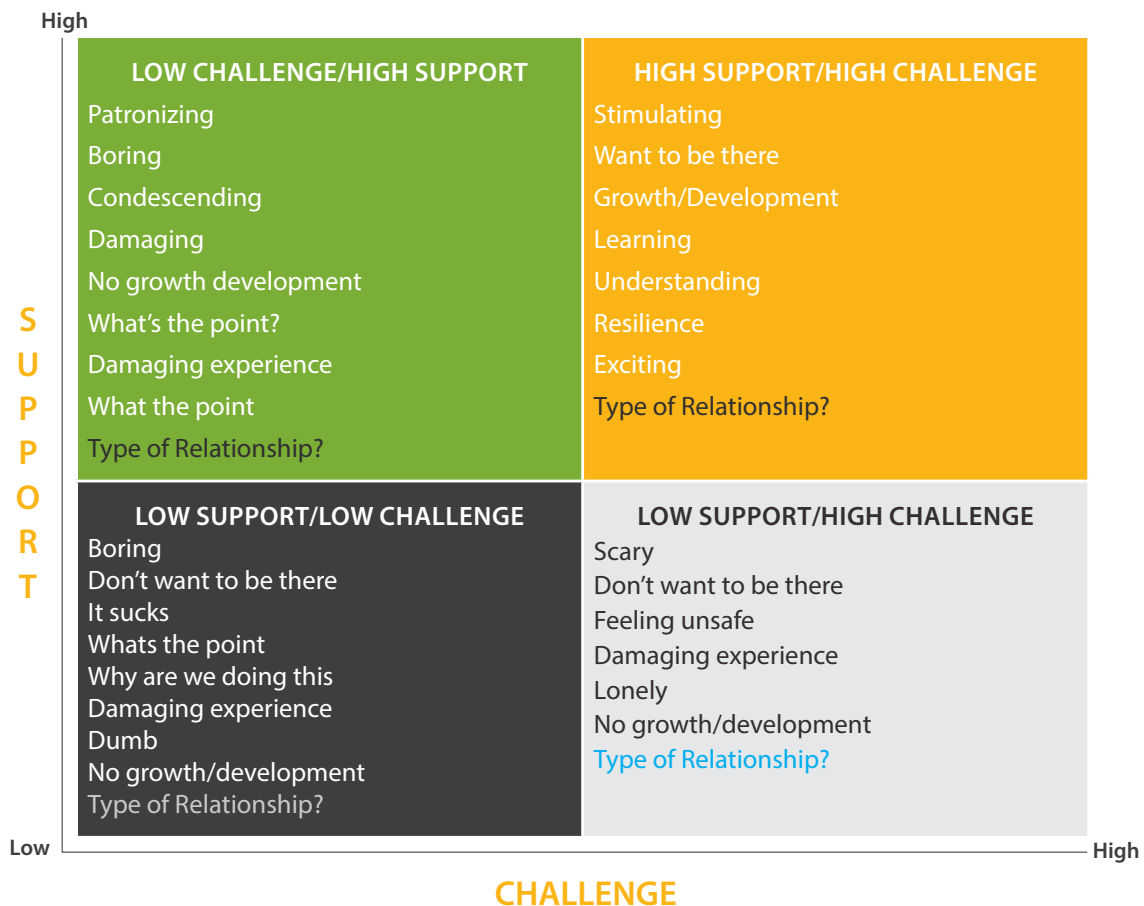 High
LOW CHALLENGE/HIGH SUPPORT
Patronizing
Boring
Condescending
Damaging
No growth development
What's the point?
Damaging experience
What the point
Type of Relationship?
HIGH SUPPORT/HIGH CHALLENGE
Stimulating
Want to be there
Growth/Development
Learning
Understanding
Resilience
Exciting
Type of Relationship?
SUPPORT
LOW SUPPORT/LOW CHALLENGE
Boring
Don't want to be there
It sucks
Whats the point
Why are we doing this
Damaging experience
Dumb
No growth/development
Type of Relationship?
LOW SUPPORT/HIGH CHALLENGE
Scary
Don't want to be there
Feeling unsafe
Damaging experience
Lonely
No growth/development
Type of Relationship?
Low
High
CHALLENGE